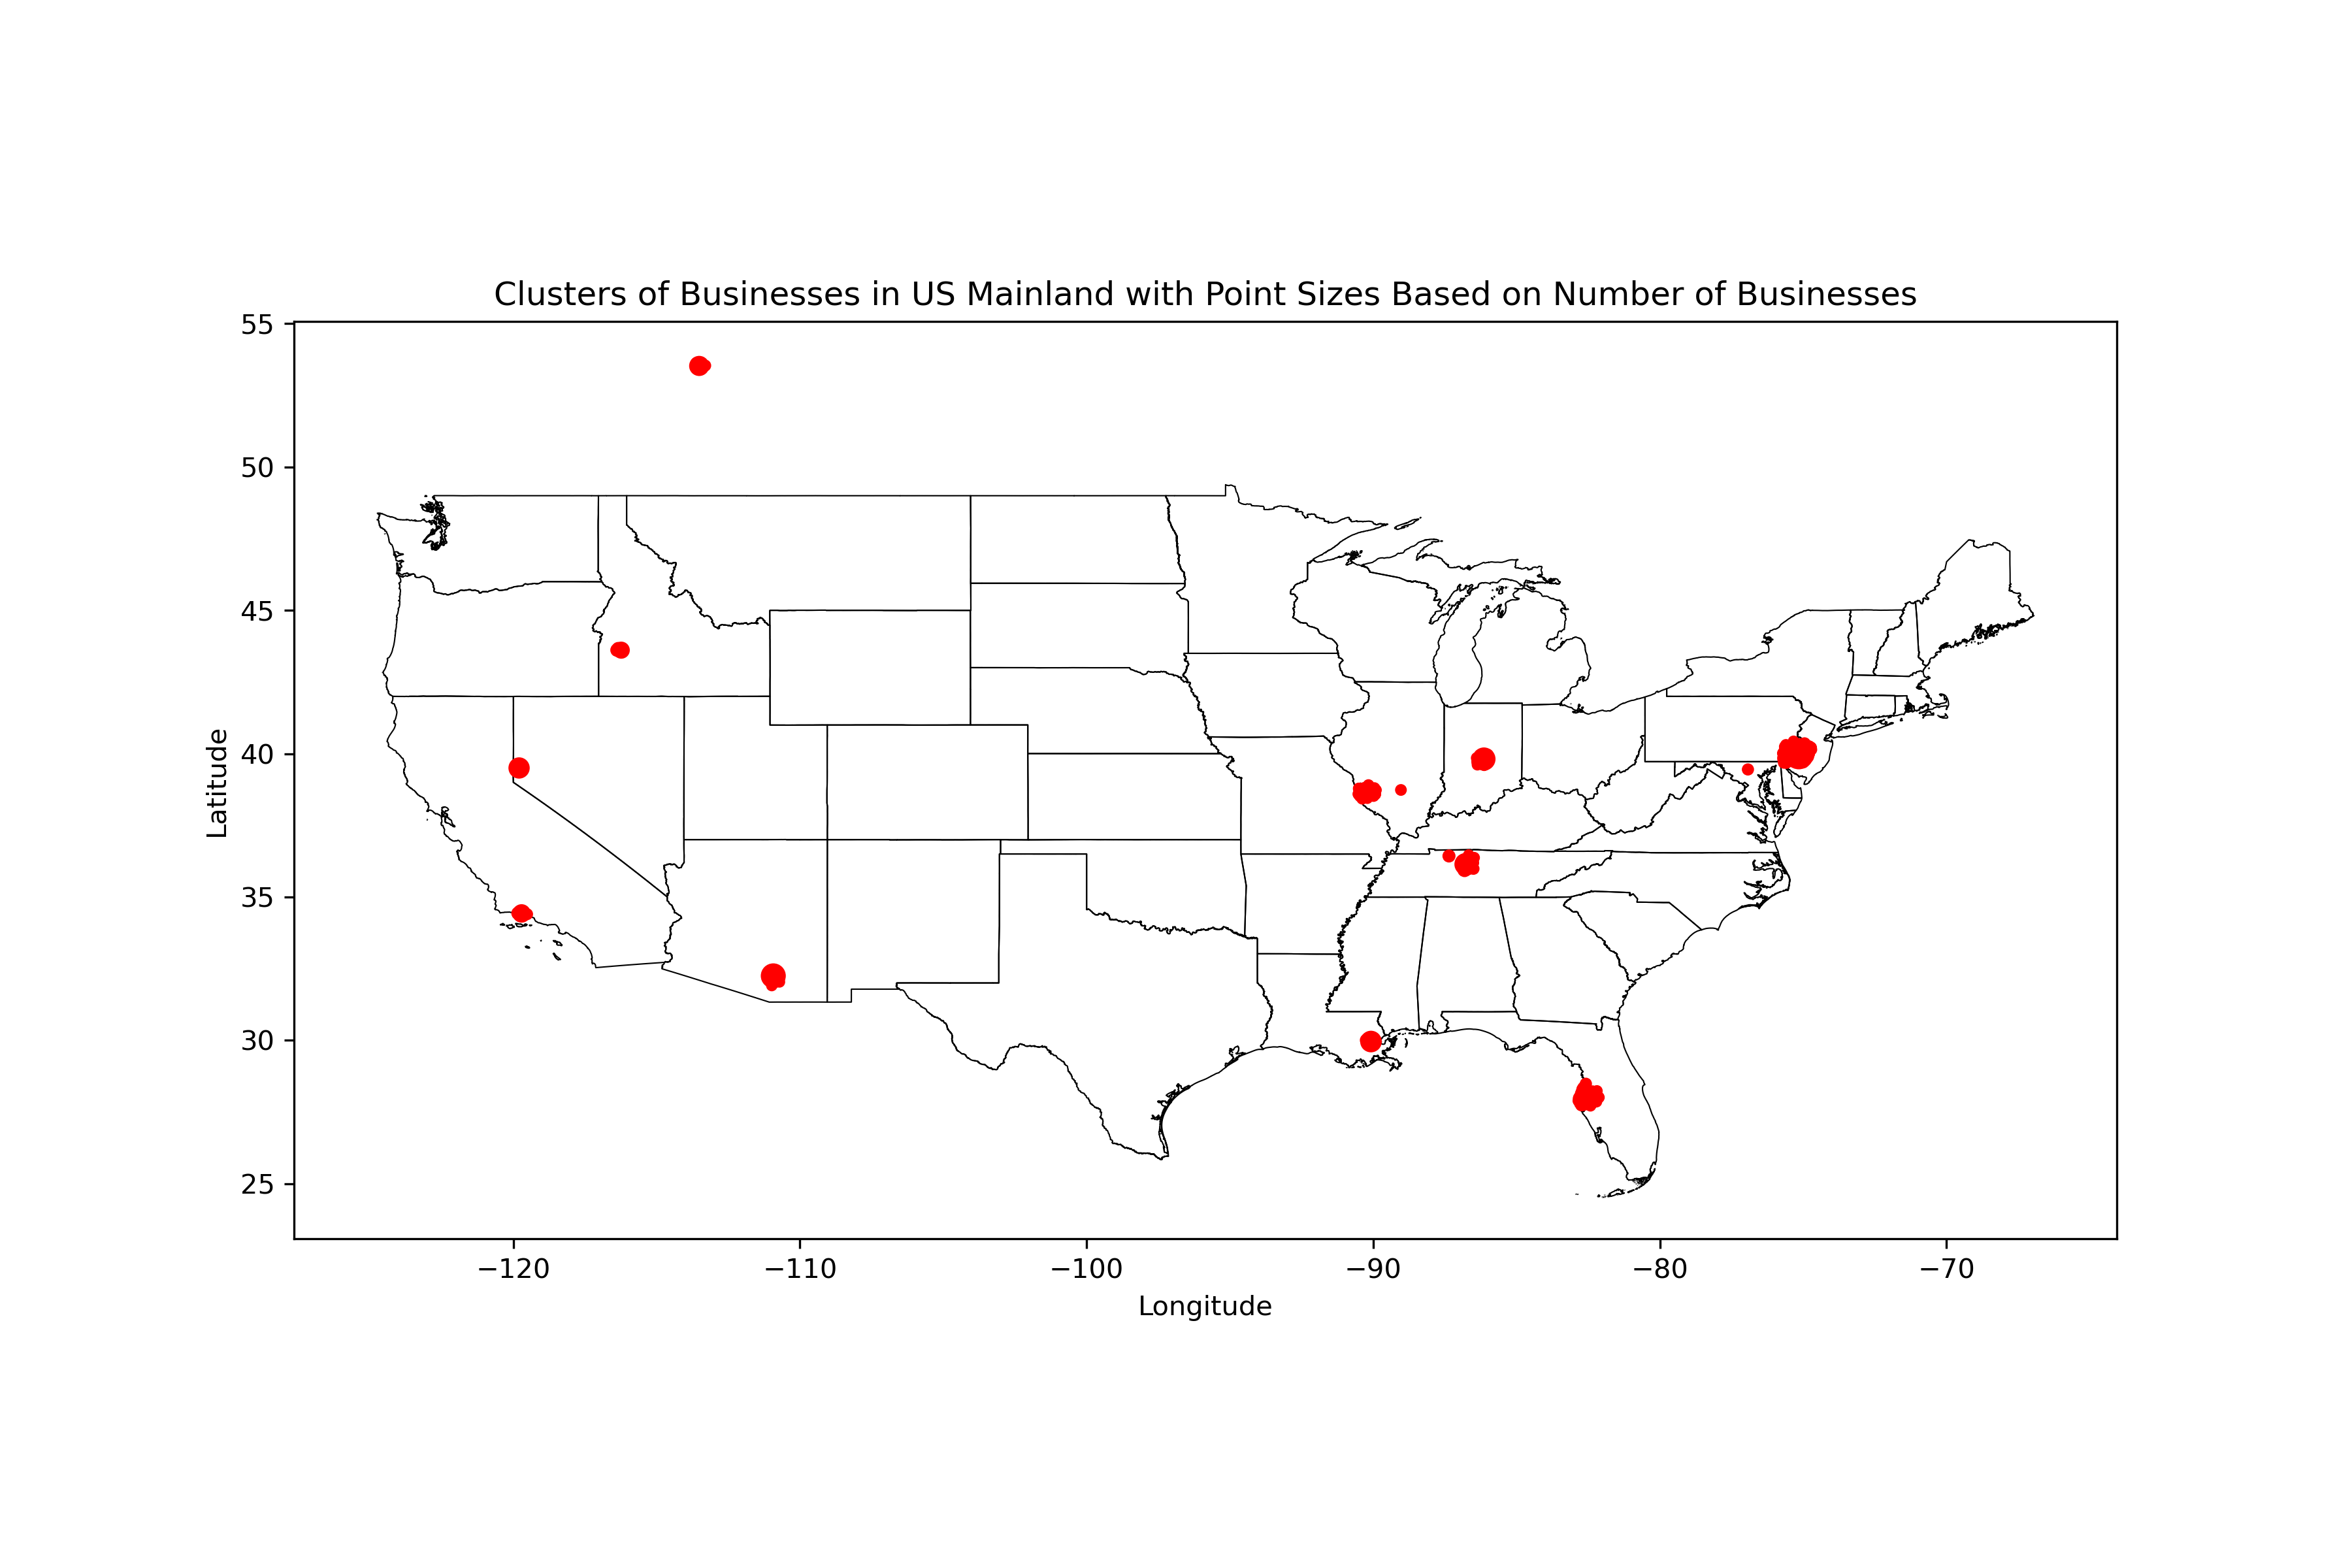 Clusters of Businesses in US Mainland with Point Sizes Based on Number of Businesses
55
50
45
40
35
30
25
Latitude
−120 −110 −100 −90 −80 −70
Longitude